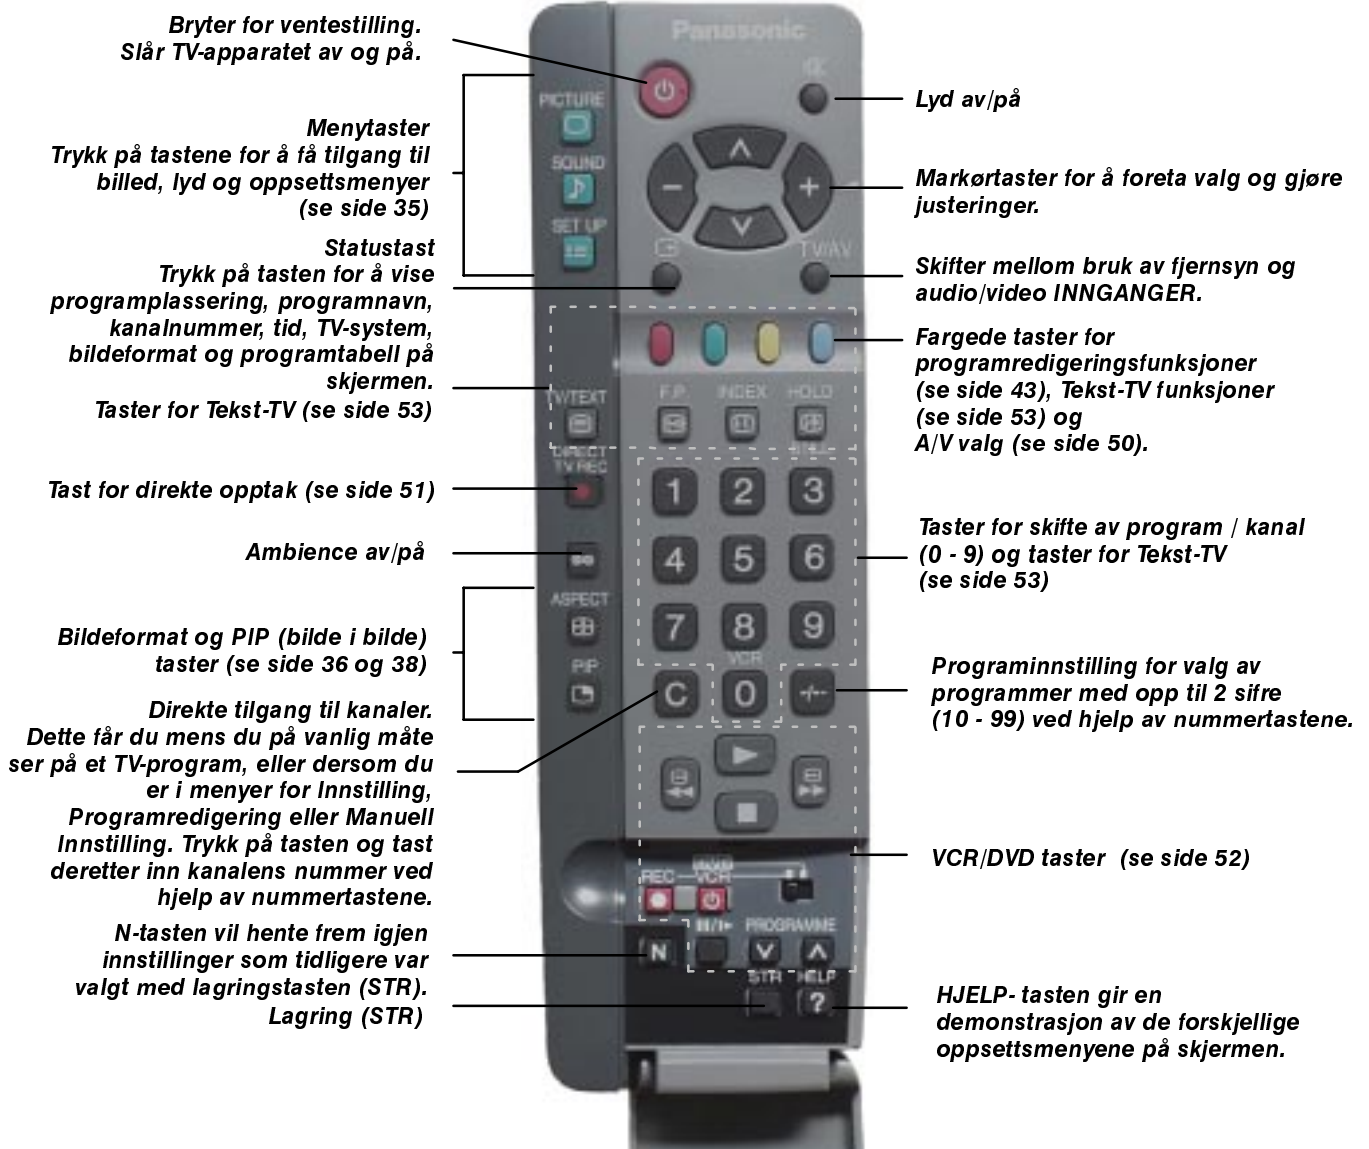 Bryter for ventestilling.
Slår TV-apparatet av og på.
Menytaster
Trykk på tastene for å få tilgang til
billed, lyd og oppsettsmenyer
(se side 35)
Statustast
Trykk på tasten for å vise
programplassering, programnavn,
kanalnummer, tid, TV-system,
bildeformat og programtabell på
skjermen.
Taster for Tekst-TV (se side 53)
Tast for direkte opptak (se side 51)
Ambience av/på
Bildeformat og PIP (bilde i bilde)
taster (se side 36 og 38)
Direkte tilgang til kanaler.
Dette får du mens du på vanlig måte
ser på et TV-program, eller dersom du
er i menyer for Innstilling,
Programredigering eller Manuell
Innstilling. Trykk på tasten og tast
deretter inn kanalens nummer ved
hjelp av nummertastene.
N-tasten vil hente frem igjen
innstillinger som tidligere var
valgt med lagringstasten (STR).
Lagring (STR)
Panasonic
PICTURE
SOUND
SET UP
TV/AV
TV/TEXT
F.P.
INDEX
HOLD
DIRECT
TV REC
1
2
3
4
5
6
ASPECT
7
8
9
VCR
PIP
C
0
-/--
REC
VCR
PROGRAMME
N
STR
HELP
?
Lyd av/på
Markørtaster for å foreta valg og gjøre
justeringer.
Skifter mellom bruk av fjernsyn og
audio/video INNGANGER.
Fargede taster for
programredigeringsfunksjoner
(se side 43), Tekst-TV funksjoner
(se side 53) og
A/V valg (se side 50).
Taster for skifte av program / kanal
(0 - 9) og taster for Tekst-TV
(se side 53)
Programinnstilling for valg av
programmer med opp til 2 sifre
(10 - 99) ved hjelp av nummertastene.
VCR/DVD taster (se side 52)
HJELP- tasten gir en
demonstrasjon av de forskjellige
oppsettsmenyene på skjermen.